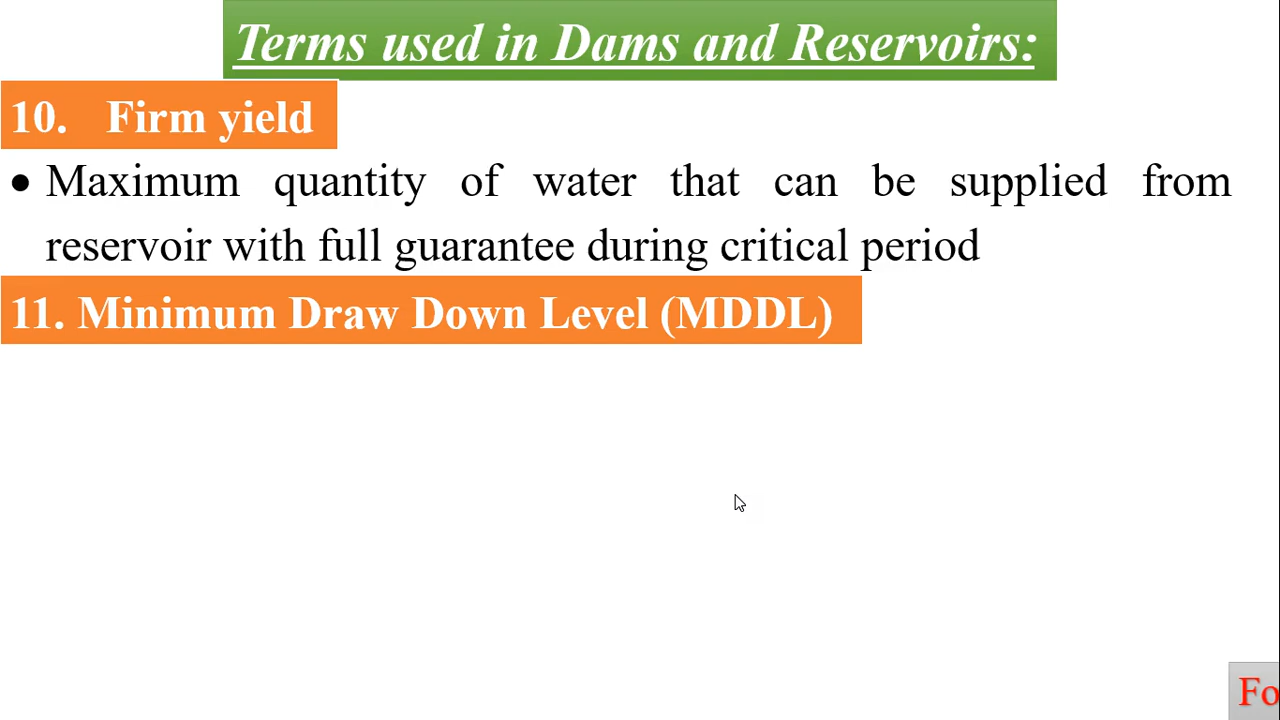 Terms used in Dams and Reservoirs:
10. Firm yield
• Maximum quantity of water that can be supplied from
reservoir with full guarantee during critical period
11. Minimum Draw Down Level (MDDL)
Fo